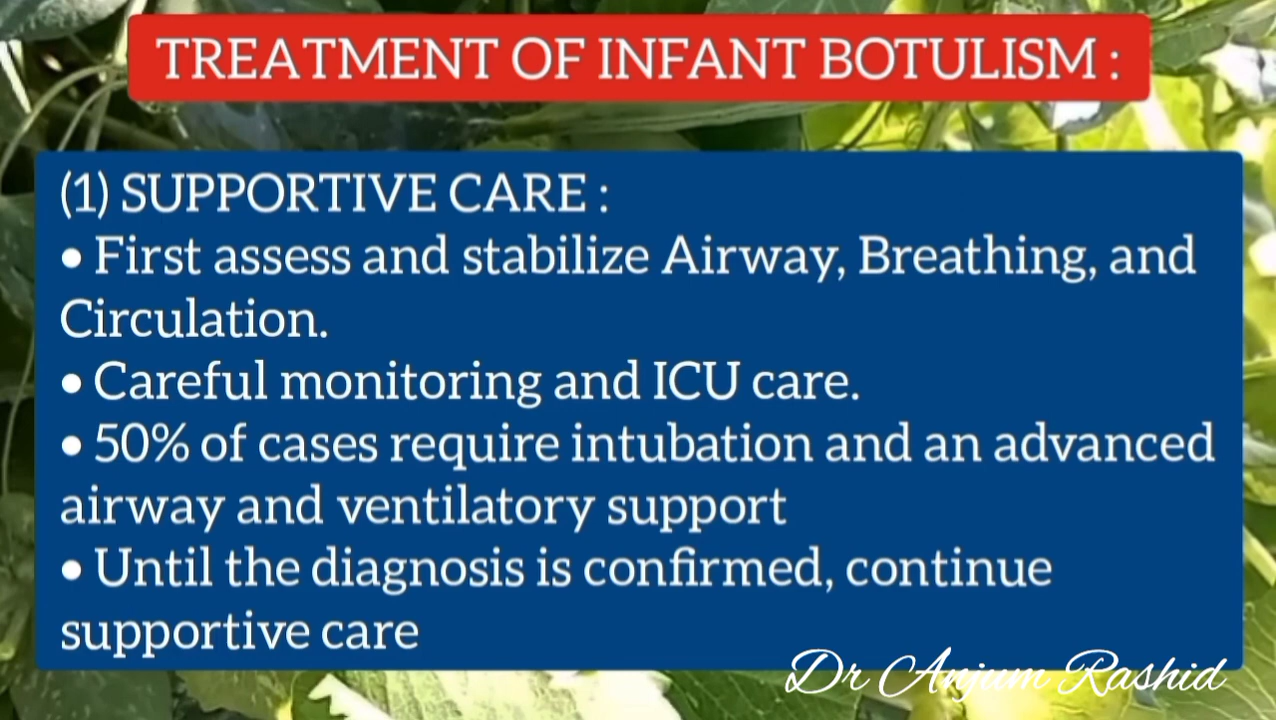 TREATMENT OF INFANT BOTULISM :
(1) SUPPORTIVE CARE :
• First assess and stabilize Airway, Breathing, and
Circulation.
• Careful monitoring and ICU care.
• 50% of cases require intubation and an advanced
airway and ventilatory support
• Until the diagnosis is confirmed, continue
supportive care
Dr Anjum Rashid